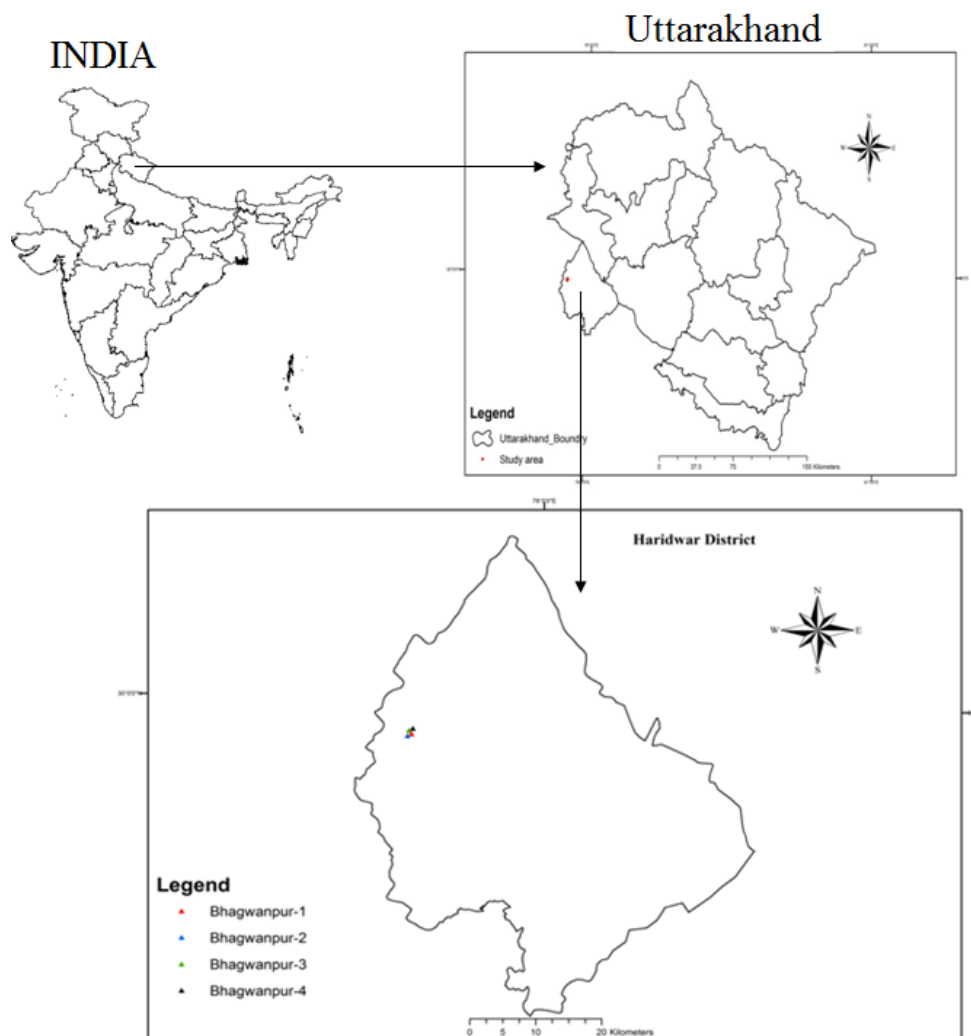 INDIA
Uttarakhand
N
W E
S
Legend
Uttarakhand_Boundry
Study area
0 37.5 75 150 Kilometers
Haridwar District
N
W E
S
Legend
Bhagwanpur-1
Bhagwanpur-2
Bhagwanpur-3
Bhagwanpur-4
0 5 10 20 Kilometers